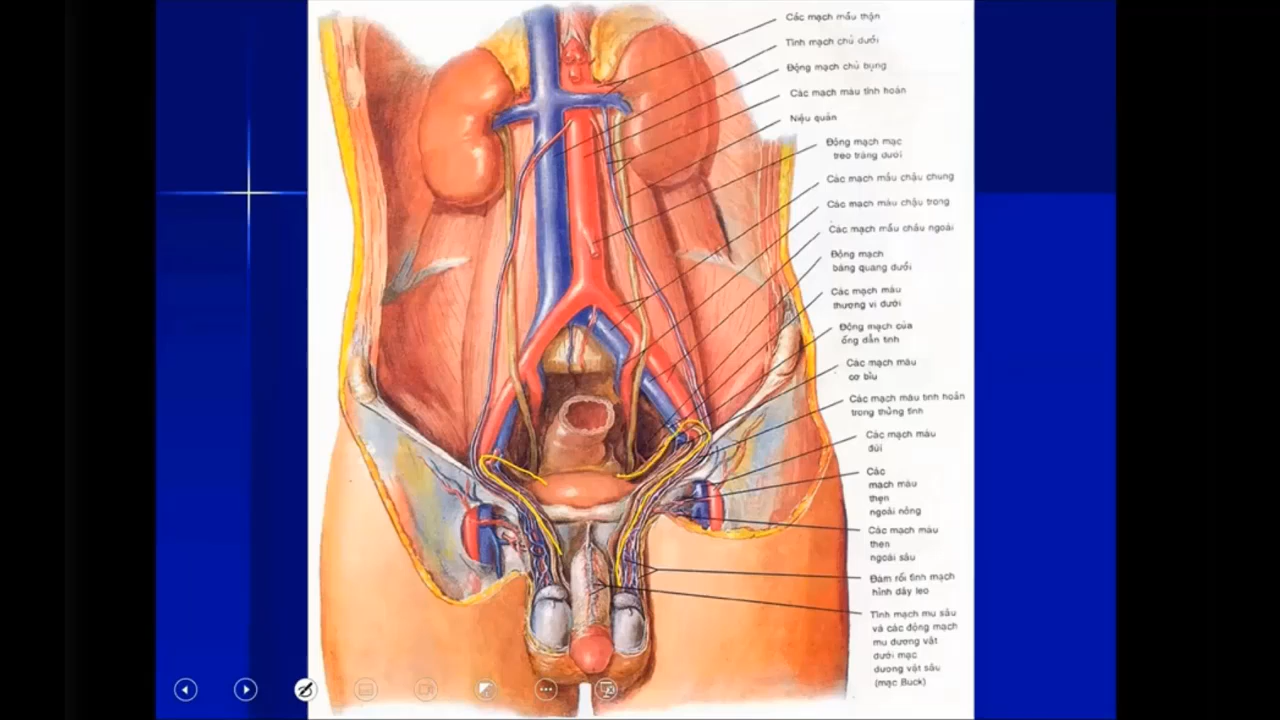 Các mạch mầu thận
Tĩnh mạch chủ dưới
Động mạch chủ bụng
Các mạch máu tinh hoàn
Niệu quản
Động mạch mạc
treo tràng dưới
Các mạch mầu chậu chung
Các mạch máu chậu trong
Các mạch mầu chậu ngoài
Động mạch
bàng quang dưới
Các mạch máu
thượng vị dưới
Động mạch của
ống dẫn tinh
Các mạch máu
cơ bìu
Các mạch máu tinh hoàn
trong thừng tinh
Các mạch máu
đùi
Các
mạch máu
thẹn
ngoài nông
Các mạch máu
thẹn
ngoài sâu
Đám rối tĩnh mạch
hình dây leo
Tĩnh mạch mu sâu
và các động mạch
mu dương vật
dưới mạc
dương vật sâu
(mạc Buck)